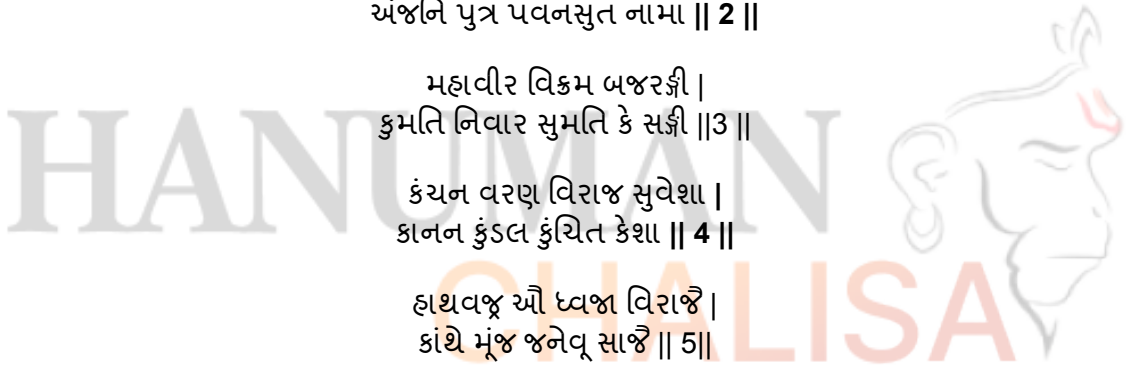 અંજનિ પુત્ર પવનસુત નામા || 2 ||
મહાવીર વિક્રમ બજરઙ્ગી |
કુમતિ નિવાર સુમતિ કે સઙ્ગી ||3 ||
કંચન વરણ વિરાજ સુવેશા |
કાનન કુંડલ કુંચિત કેશા || 4 ||
હાથવજ્ર ઔ ધ્વજા વિરાજૈ |
કાંથે મૂંજ જનેવૂ સાજૈ || 5||
HANUMAN
CHALISA